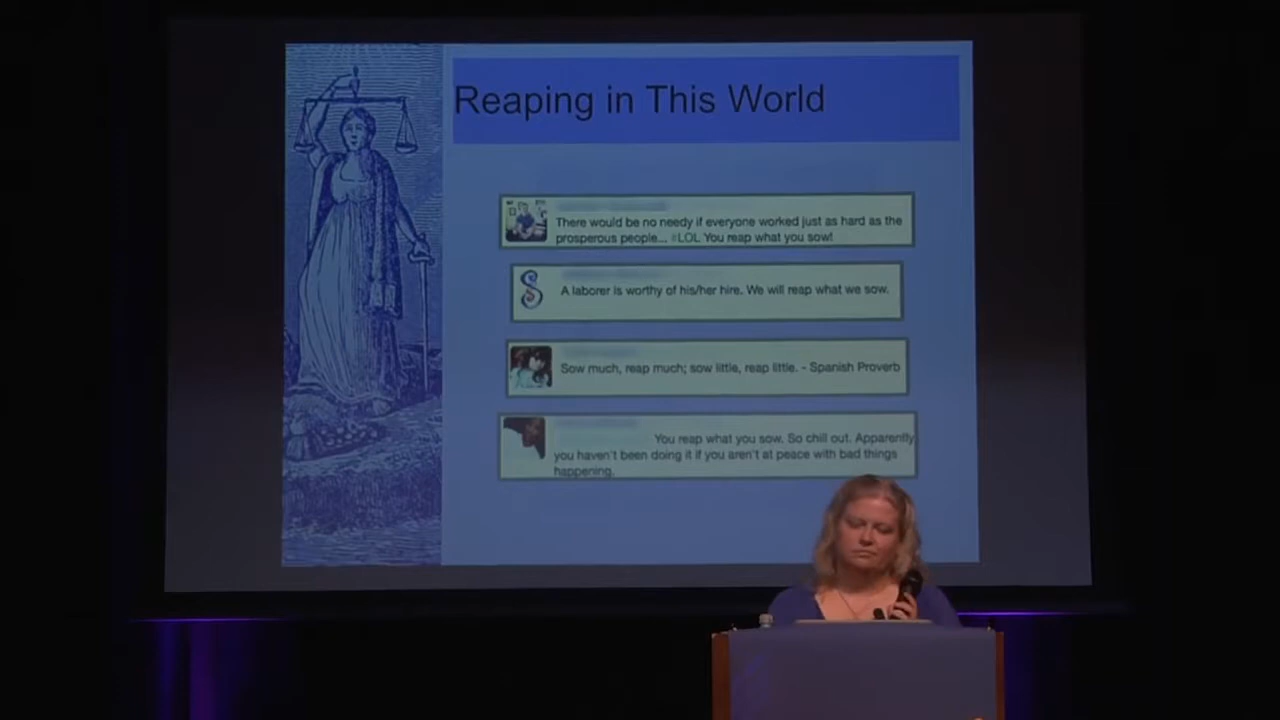 Reaping in This World
There would be no needy if everyone worked just as hard as the
prosperous people... #LOL You reap what you sow!
A laborer is worthy of his/her hire. We will reap what we sow.
Sow much, reap much; sow little, reap little. - Spanish Proverb
You reap what you sow. So chill out. Apparently
you haven't been doing it if you aren't at peace with bad things
happening.